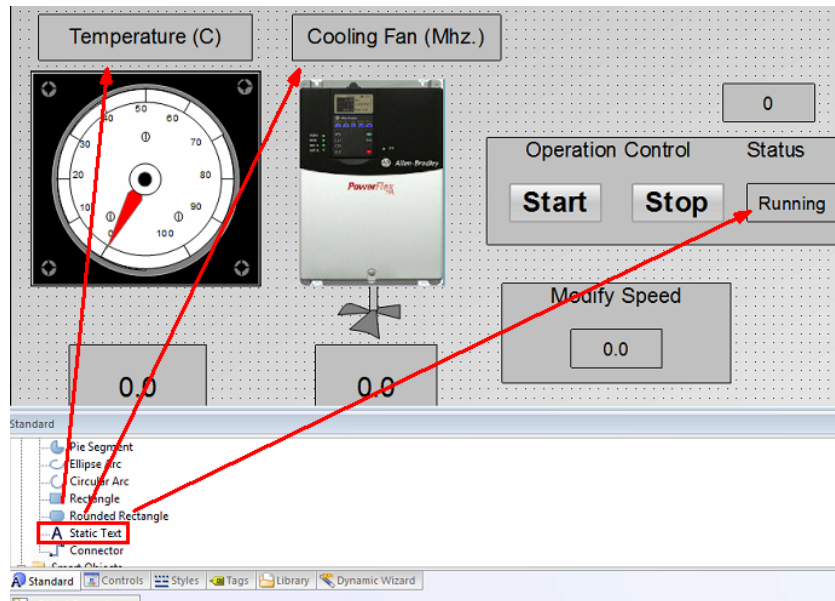 Temperature (C)
Cooling Fan (Mhz.)
0
50
40
60
30
70
20
80
10
90
0
100
Allen-Bradley
PowerFlex
Operation Control
Status
Start
Stop
Running
Modify Speed
0.0
0.0
0.0
Standard
Pie Segment
Ellipse Arc
Circular Arc
Rectangle
Rounded Rectangle
A Static Text
Connector
Smart Objects
Standard
Controls
Styles
Tags
Library
Dynamic Wizard